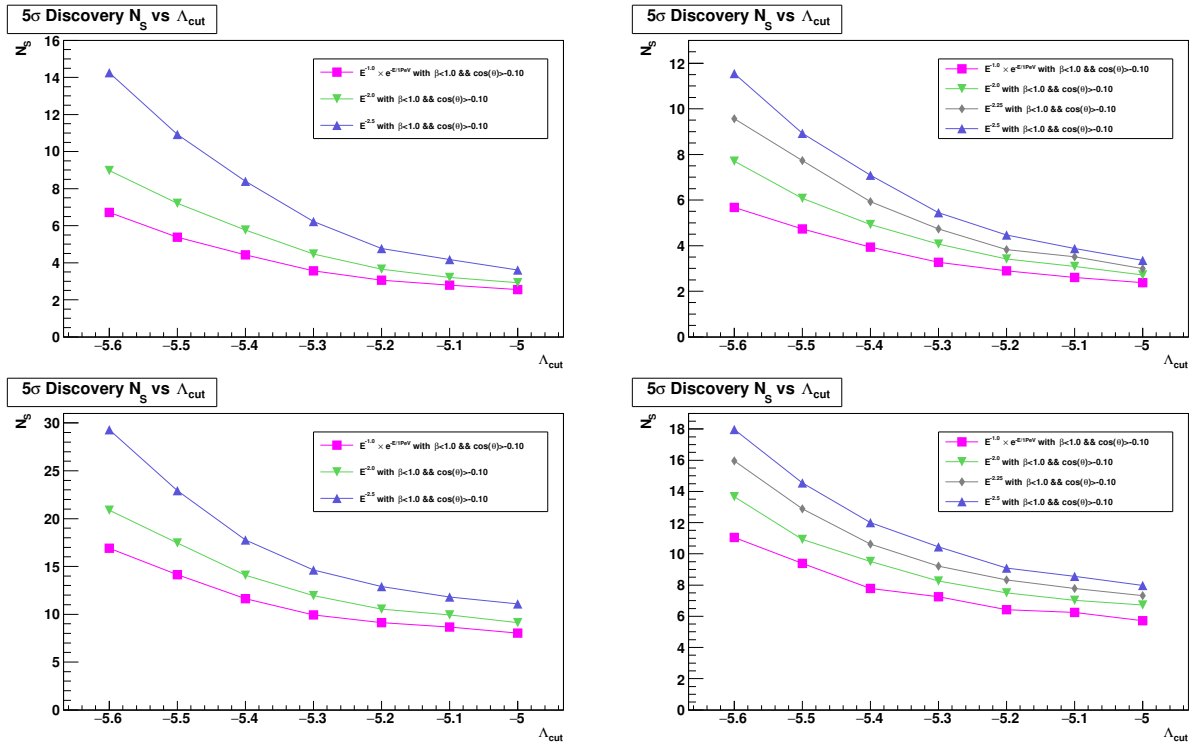 5σ Discovery N_S vs Λ_cut
N_S
16
14
12
10
8
6
4
2
0
E^-1.0 × e^-E/1PeV with β<1.0 && cos(θ)>-0.10
E^-2.0 with β<1.0 && cos(θ)>-0.10
E^-2.5 with β<1.0 && cos(θ)>-0.10
−5.6 −5.5 −5.4 −5.3 −5.2 −5.1 −5
Λ_cut
5σ Discovery N_S vs Λ_cut
N_S
12
10
8
6
4
2
0
E^-1.0 × e^-E/1PeV with β<1.0 && cos(θ)>-0.10
E^-2.0 with β<1.0 && cos(θ)>-0.10
E^-2.25 with β<1.0 && cos(θ)>-0.10
E^-2.5 with β<1.0 && cos(θ)>-0.10
−5.6 −5.5 −5.4 −5.3 −5.2 −5.1 −5
Λ_cut
5σ Discovery N_S vs Λ_cut
N_S
30
25
20
15
10
5
0
E^-1.0 × e^-E/1PeV with β<1.0 && cos(θ)>-0.10
E^-2.0 with β<1.0 && cos(θ)>-0.10
E^-2.5 with β<1.0 && cos(θ)>-0.10
−5.6 −5.5 −5.4 −5.3 −5.2 −5.1 −5
Λ_cut
5σ Discovery N_S vs Λ_cut
N_S
18
16
14
12
10
8
6
4
2
0
E^-1.0 × e^-E/1PeV with β<1.0 && cos(θ)>-0.10
E^-2.0 with β<1.0 && cos(θ)>-0.10
E^-2.25 with β<1.0 && cos(θ)>-0.10
E^-2.5 with β<1.0 && cos(θ)>-0.10
−5.6 −5.5 −5.4 −5.3 −5.2 −5.1 −5
Λ_cut